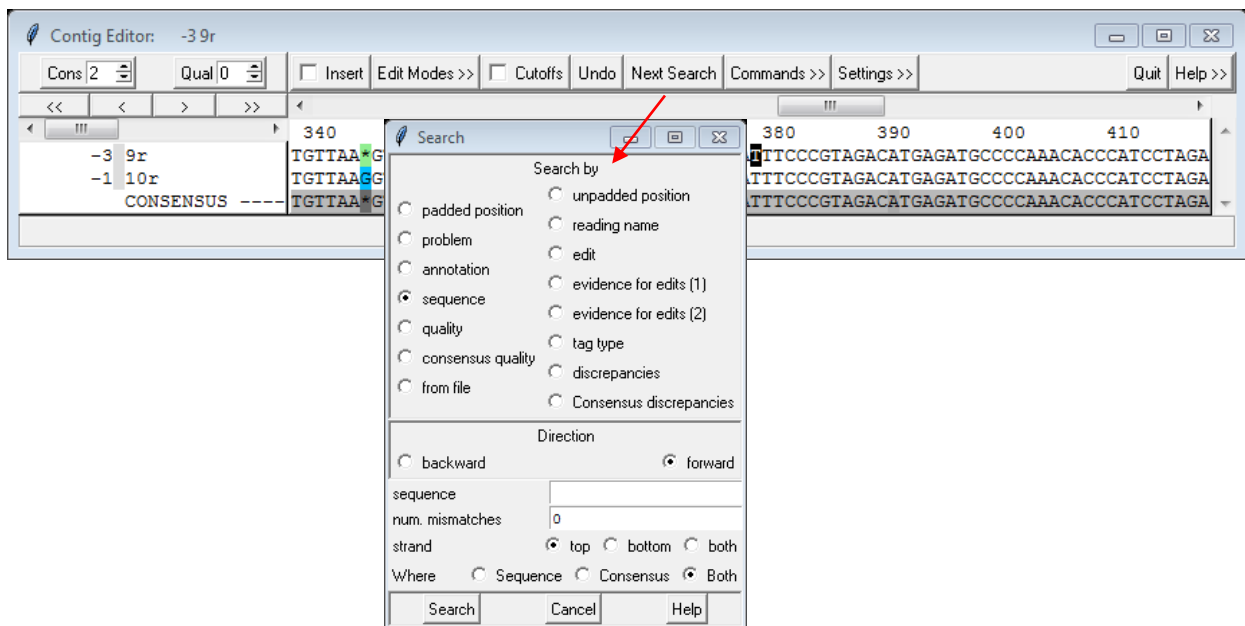 Contig Editor: -3 9r
Cons 2 Qual 0 Insert Edit Modes >> Cutoffs Undo Next Search Commands >> Settings >> Quit Help >>
<< < > >>
340 380 390 400 410
-3 9r TGTTAA*G TTTCCCGTAGACATGAGATGCCCCAAACACCCATCCTAGA
-1 10r TGTTAAGG ATTTCCCGTAGACATGAGATGCCCCAAACACCCATCCTAGA
CONSENSUS ---- TGTTAA*G ATTTCCCGTAGACATGAGATGCCCCAAACACCCATCCTAGA
Search
Search by
unpadded position
padded position
reading name
problem
edit
annotation
evidence for edits (1)
sequence
evidence for edits (2)
quality
tag type
consensus quality
discrepancies
from file
Consensus discrepancies
Direction
backward forward
sequence
num. mismatches 0
strand top bottom both
Where Sequence Consensus Both
Search Cancel Help